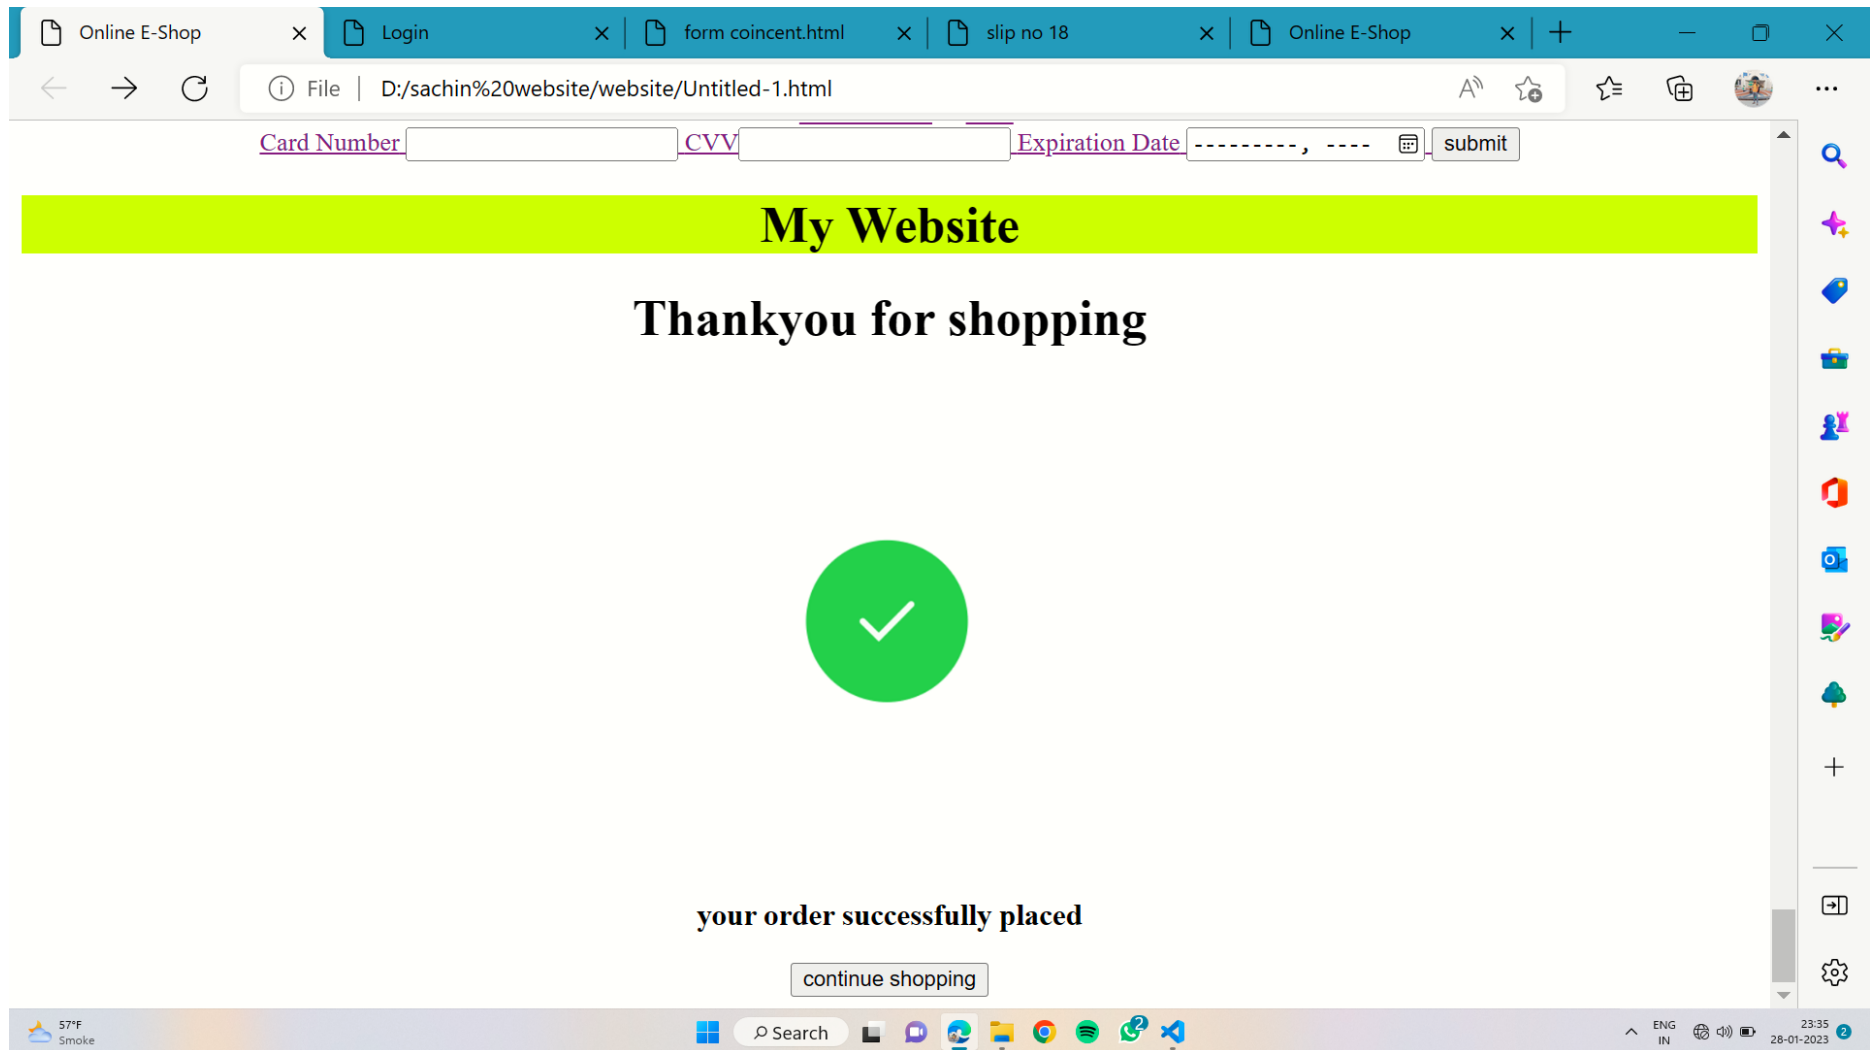 Online E-Shop Login form coincent.html slip no 18 Online E-Shop
File D:/sachin%20website/website/Untitled-1.html
Card Number CVV Expiration Date ---------, ---- submit
My Website
Thankyou for shopping
your order successfully placed
continue shopping
57°F
Smoke
Search
2
ENG
IN
23:35
28-01-2023
2